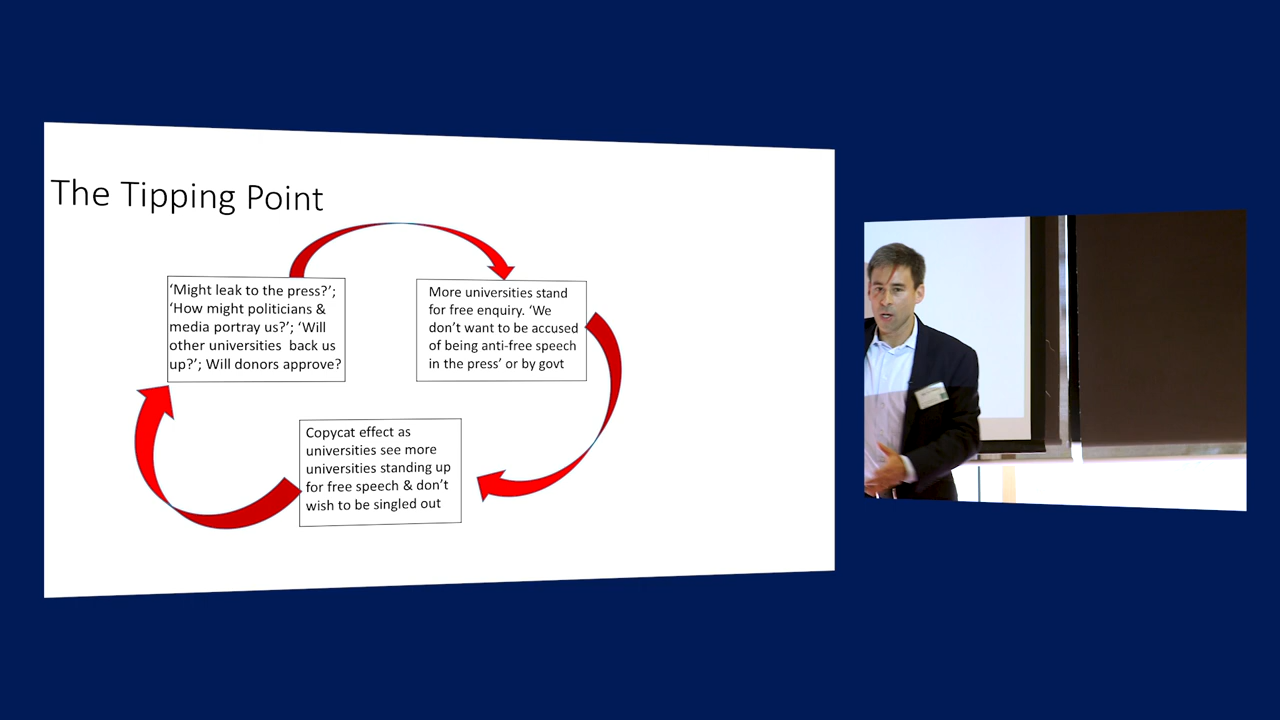 The Tipping Point
‘Might leak to the press?’;
‘How might politicians &
media portray us?’; ‘Will
other universities back us
up?’; Will donors approve?
More universities stand
for free enquiry. ‘We
don’t want to be accused
of being anti-free speech
in the press’ or by govt
Copycat effect as
universities see more
universities standing up
for free speech & don’t
wish to be singled out